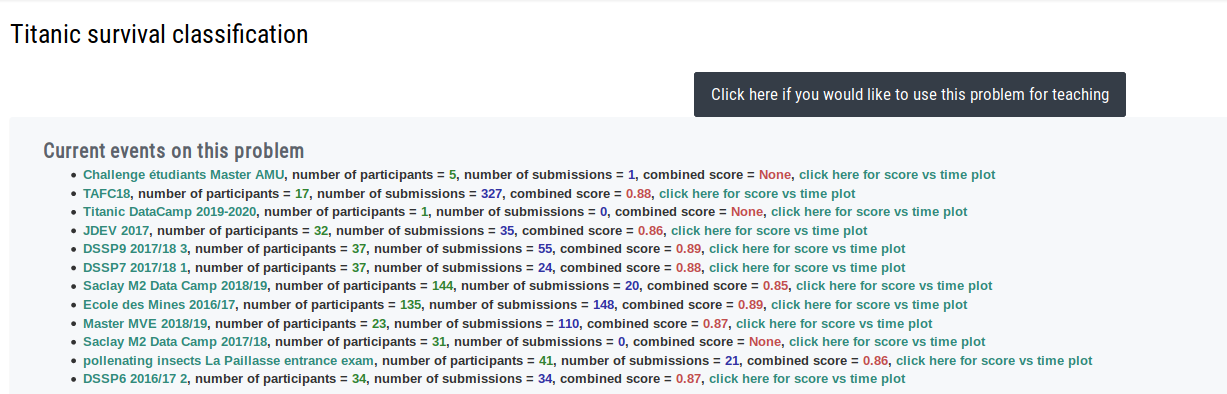 Titanic survival classification
Click here if you would like to use this problem for teaching
Current events on this problem
Challenge étudiants Master AMU, number of participants = 5, number of submissions = 1, combined score = None, click here for score vs time plot
TAFC18, number of participants = 17, number of submissions = 327, combined score = 0.88, click here for score vs time plot
Titanic DataCamp 2019-2020, number of participants = 1, number of submissions = 0, combined score = None, click here for score vs time plot
JDEV 2017, number of participants = 32, number of submissions = 35, combined score = 0.86, click here for score vs time plot
DSSP9 2017/18 3, number of participants = 37, number of submissions = 55, combined score = 0.89, click here for score vs time plot
DSSP7 2017/18 1, number of participants = 37, number of submissions = 24, combined score = 0.88, click here for score vs time plot
Saclay M2 Data Camp 2018/19, number of participants = 144, number of submissions = 20, combined score = 0.85, click here for score vs time plot
Ecole des Mines 2016/17, number of participants = 135, number of submissions = 148, combined score = 0.89, click here for score vs time plot
Master MVE 2018/19, number of participants = 23, number of submissions = 110, combined score = 0.87, click here for score vs time plot
Saclay M2 Data Camp 2017/18, number of participants = 31, number of submissions = 0, combined score = None, click here for score vs time plot
pollenating insects La Paillasse entrance exam, number of participants = 41, number of submissions = 21, combined score = 0.86, click here for score vs time plot
DSSP6 2016/17 2, number of participants = 34, number of submissions = 34, combined score = 0.87, click here for score vs time plot